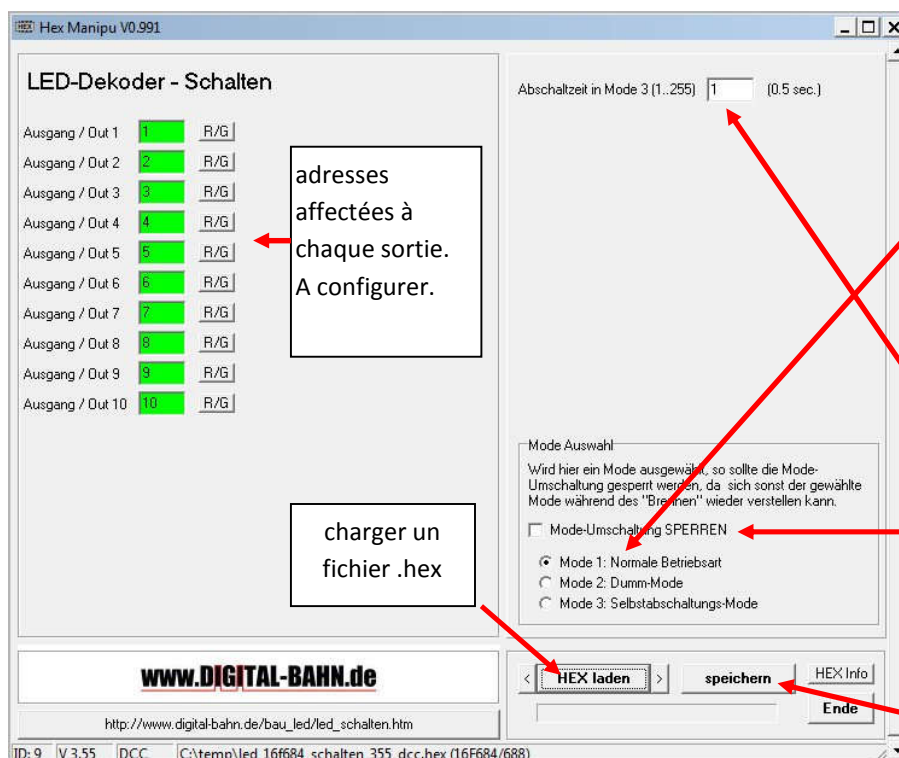 Hex Manipu V0.991
LED-Dekoder - Schalten
Ausgang / Out 1 1 R/G
Ausgang / Out 2 2 R/G
Ausgang / Out 3 3 R/G
Ausgang / Out 4 4 R/G
Ausgang / Out 5 5 R/G
Ausgang / Out 6 6 R/G
Ausgang / Out 7 7 R/G
Ausgang / Out 8 8 R/G
Ausgang / Out 9 9 R/G
Ausgang / Out 10 10 R/G
adresses
affectées à
chaque sortie.
A configurer.
charger un
fichier .hex
Abschaltzeit in Mode 3 (1..255) 1 (0.5 sec.)
Mode Auswahl
Wird hier ein Mode ausgewählt, so sollte die Mode-
Umschaltung gesperrt werden, da sich sonst der gewählte
Mode während des "Brennen" wieder verstellen kann.
Mode-Umschaltung SPERREN
Mode 1: Normale Betriebsart
Mode 2: Dumm-Mode
Mode 3: Selbstabschaltungs-Mode
www.DIGITAL-BAHN.de
http://www.digital-bahn.de/bau_led/led_schalten.htm
< HEX laden > speichern HEX Info
Ende
ID: 9 V 3.55 DCC C:\temp\led_16f684_schalten_355_dcc.hex (16F684/688)